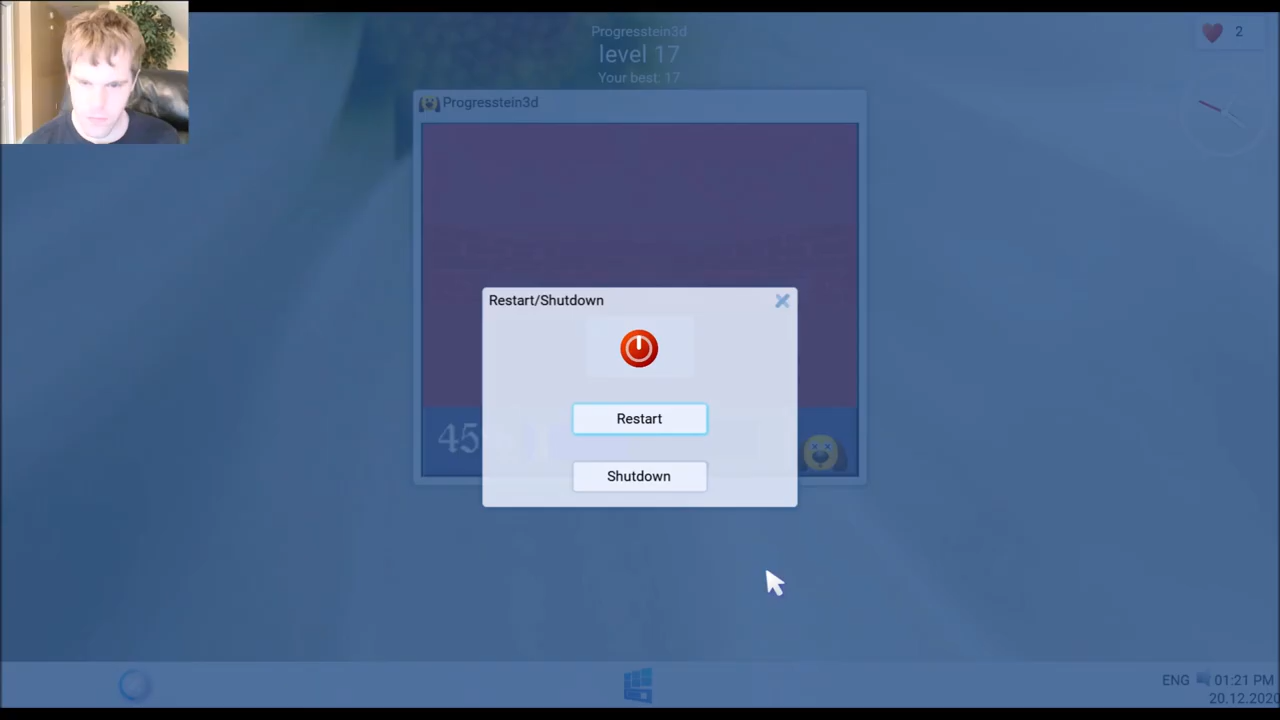 Progresstein3d
level 17
Your best: 17
2
Progresstein3d
Restart/Shutdown
Restart
45
Shutdown
ENG 01:21 PM
20.12.2020